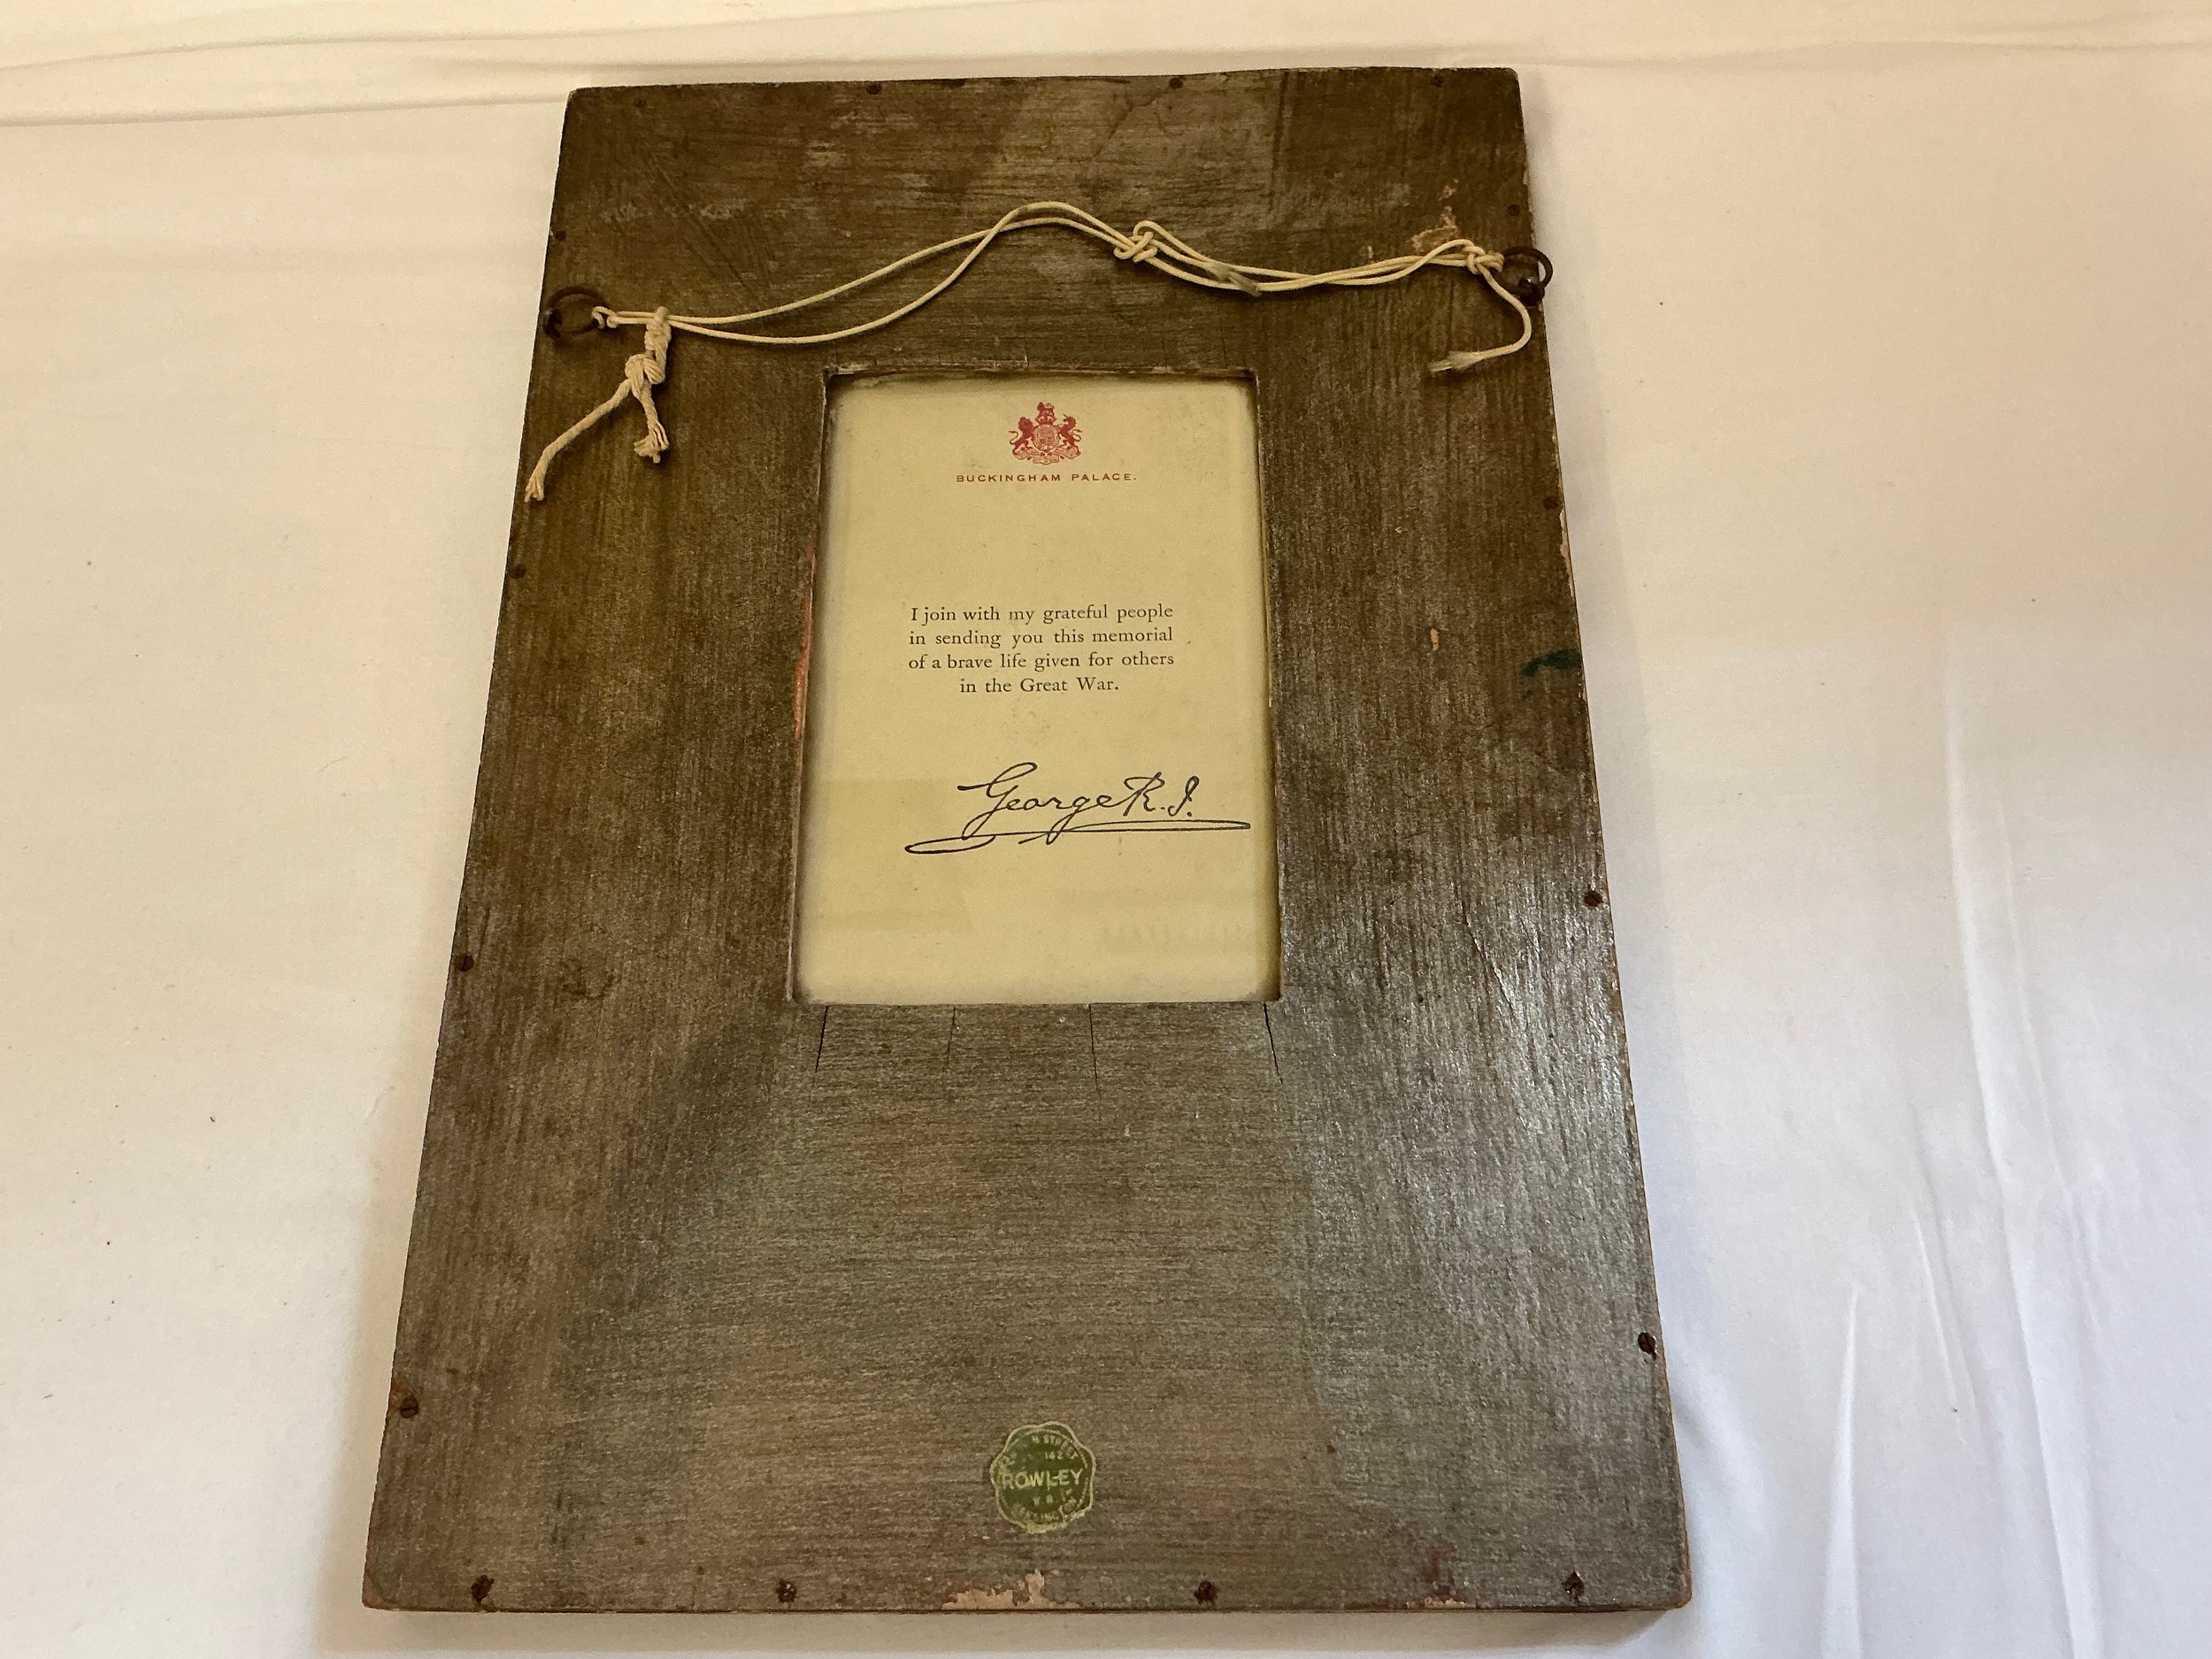 BUCKINGHAM PALACE.
I join with my grateful people
in sending you this memorial
of a brave life given for others
in the Great War.
George R.I.
STREET
ROWLEY